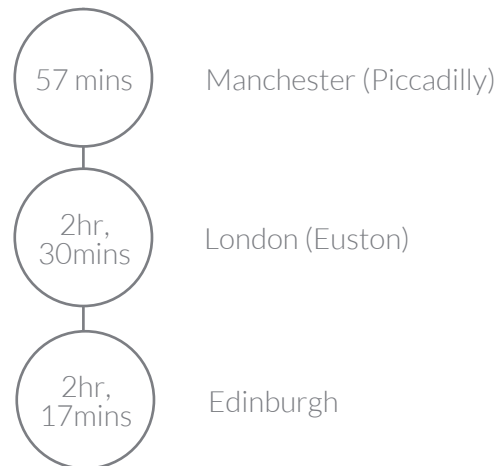 57 mins
Manchester (Piccadilly)
2hr,
30mins
London (Euston)
2hr,
17mins
Edinburgh